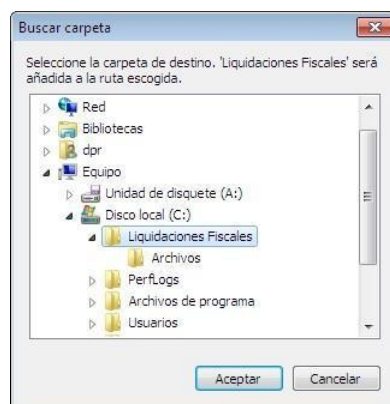 Buscar carpeta
Seleccione la carpeta de destino. 'Liquidaciones Fiscales' será
añadida a la ruta escogida.
Red
Bibliotecas
dpr
Equipo
Unidad de disquete (A:)
Disco local (C:)
Liquidaciones Fiscales
Archivos
PerfLogs
Archivos de programa
Usuarios
Aceptar
Cancelar